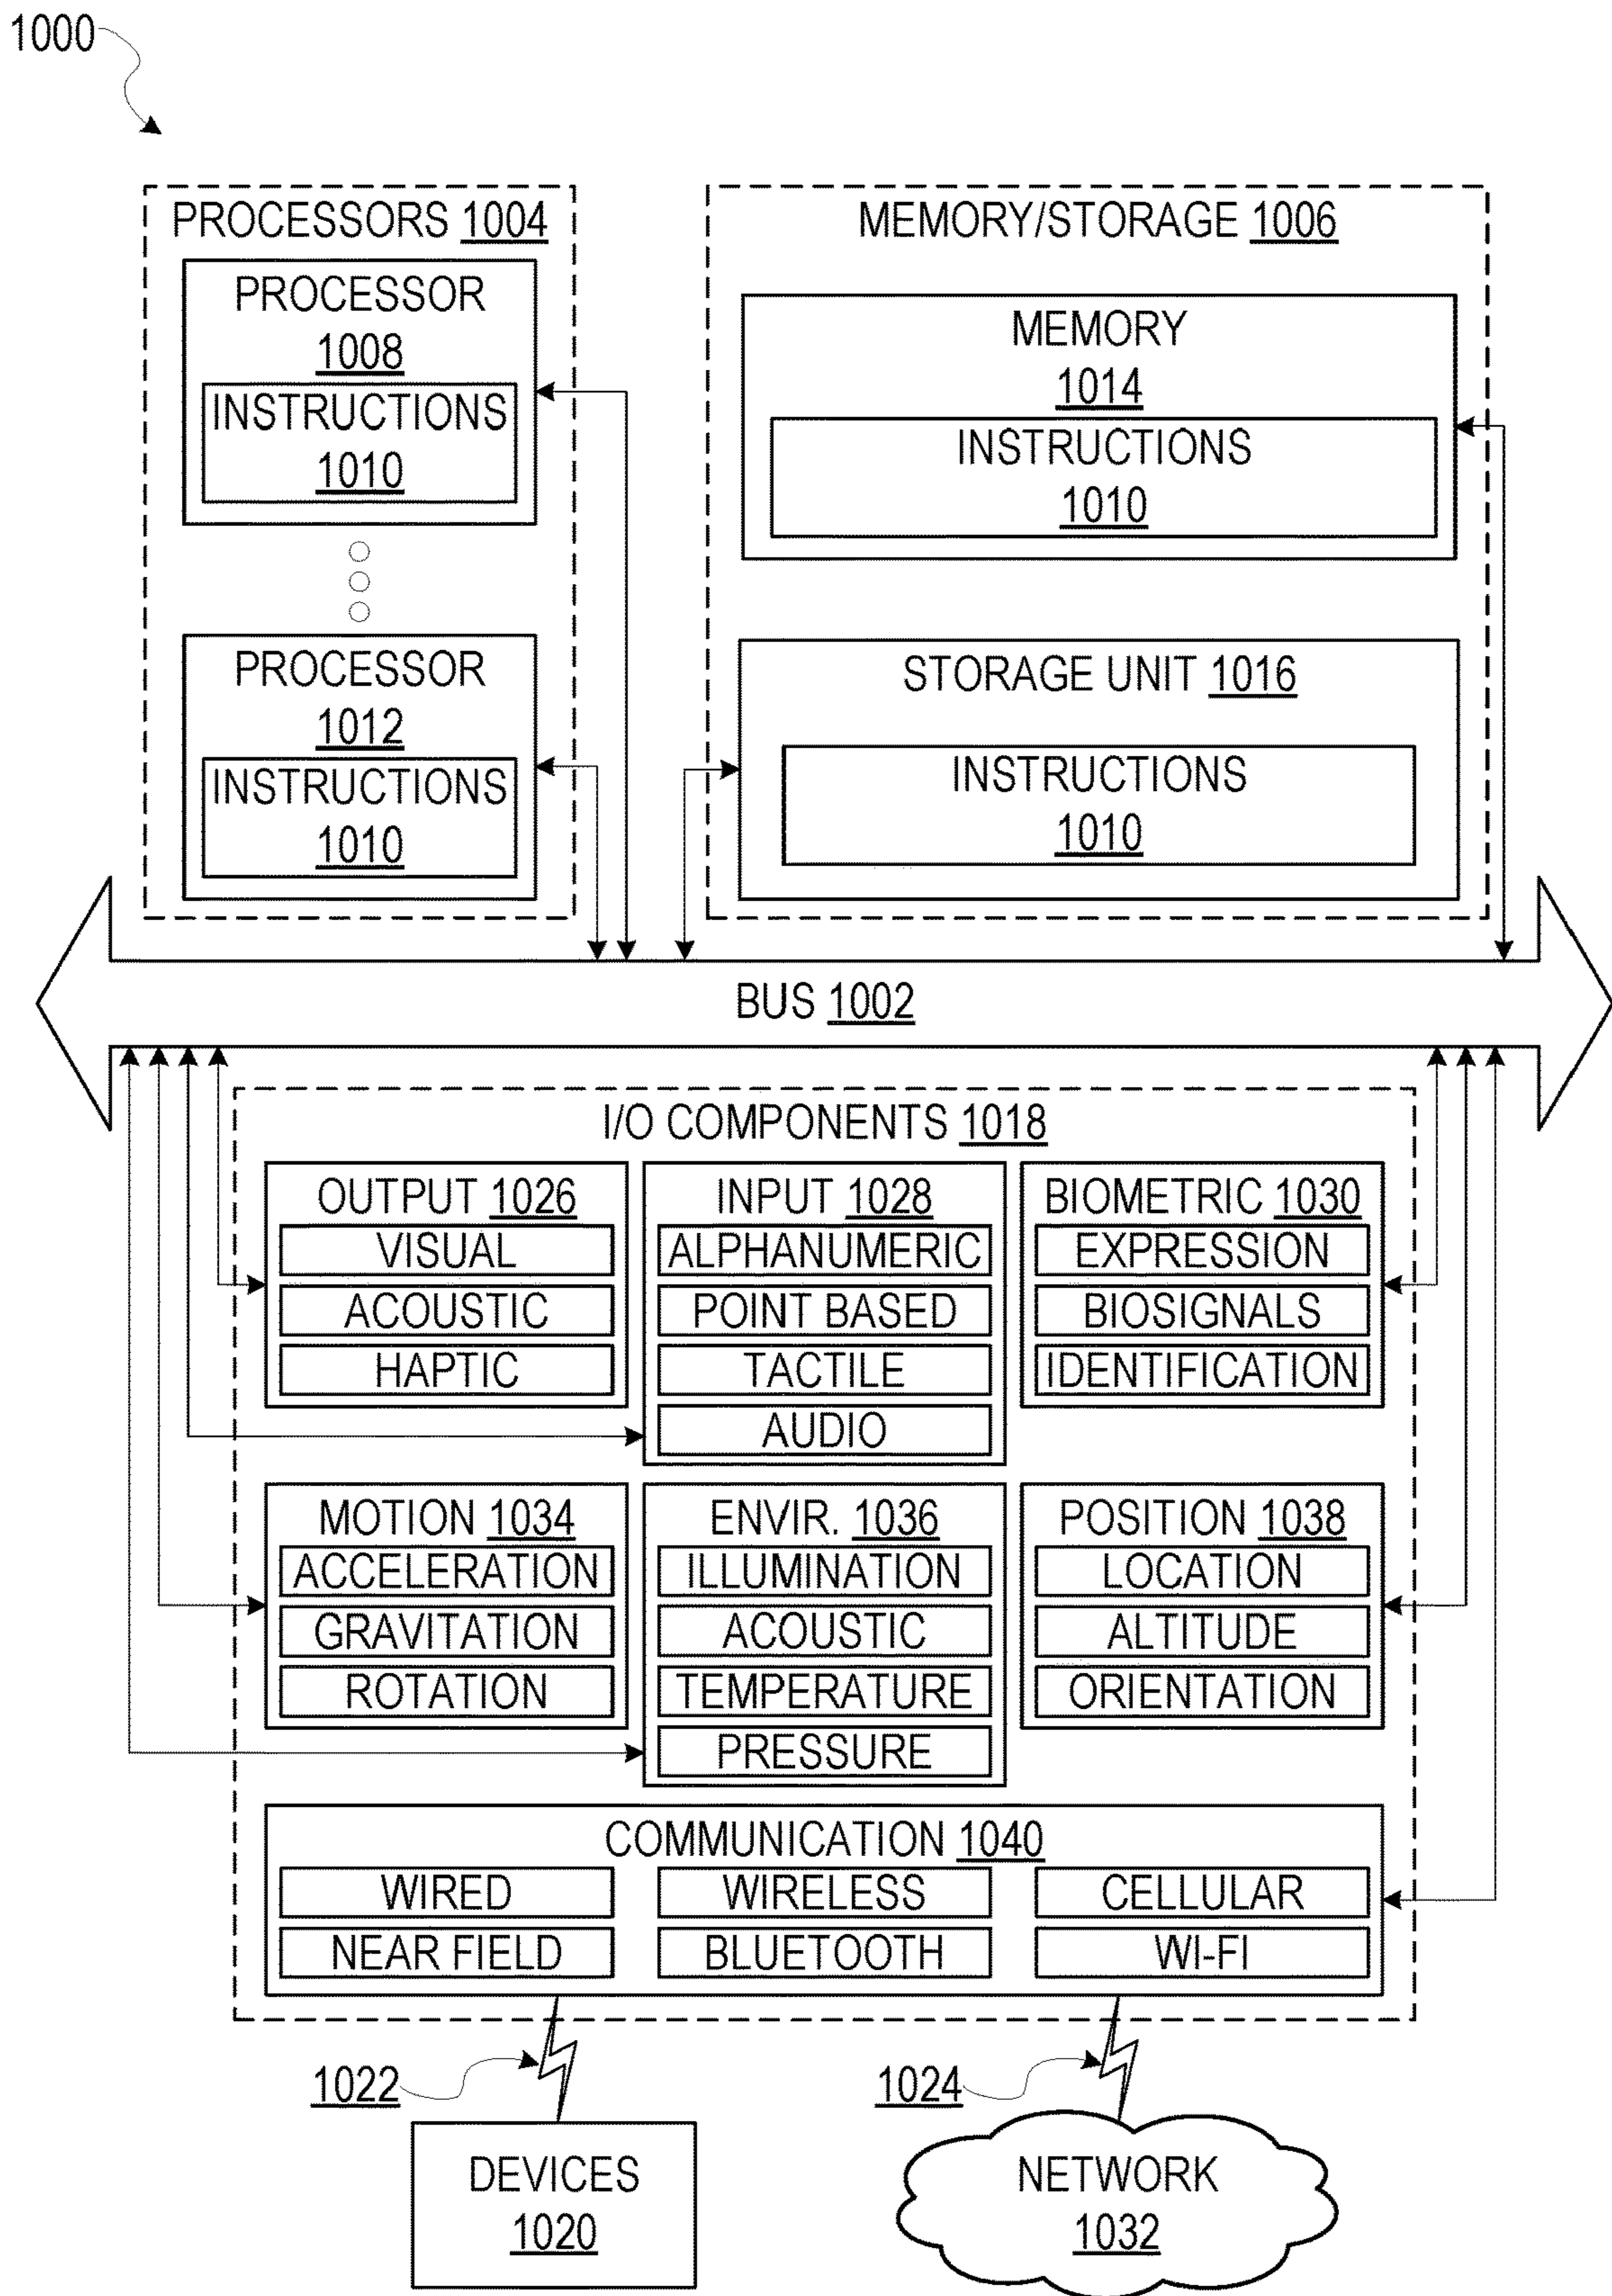 1000
PROCESSORS 1004
PROCESSOR
1008
INSTRUCTIONS
1010
PROCESSOR
1012
INSTRUCTIONS
1010
MEMORY/STORAGE 1006
MEMORY
1014
INSTRUCTIONS
1010
STORAGE UNIT 1016
INSTRUCTIONS
1010
BUS 1002
I/O COMPONENTS 1018
OUTPUT 1026
VISUAL
ACOUSTIC
HAPTIC
INPUT 1028
ALPHANUMERIC
POINT BASED
TACTILE
AUDIO
BIOMETRIC 1030
EXPRESSION
BIOSIGNALS
IDENTIFICATION
MOTION 1034
ACCELERATION
GRAVITATION
ROTATION
ENVIR. 1036
ILLUMINATION
ACOUSTIC
TEMPERATURE
PRESSURE
POSITION 1038
LOCATION
ALTITUDE
ORIENTATION
COMMUNICATION 1040
WIRED
WIRELESS
CELLULAR
NEAR FIELD
BLUETOOTH
WI-FI
1022
1024
DEVICES
1020
NETWORK
1032